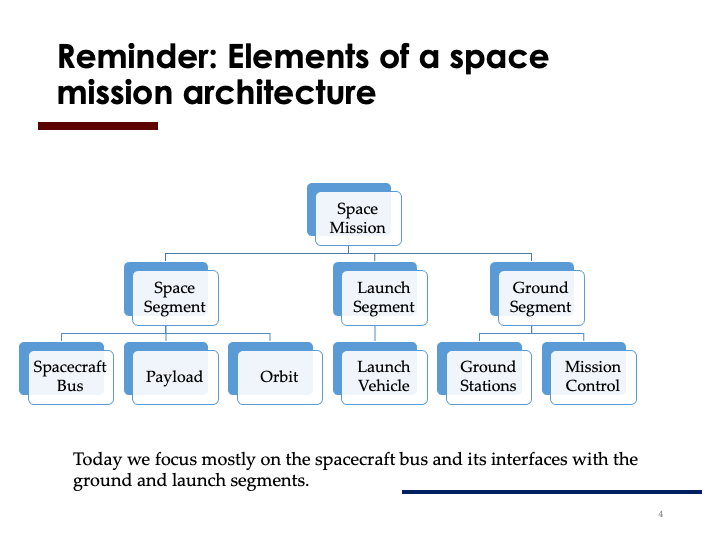 Reminder: Elements of a space
mission architecture
Space
Mission
Space
Segment
Launch
Segment
Ground
Segment
Spacecraft
Bus
Payload
Orbit
Launch
Vehicle
Ground
Stations
Mission
Control
Today we focus mostly on the spacecraft bus and its interfaces with the
ground and launch segments.
4